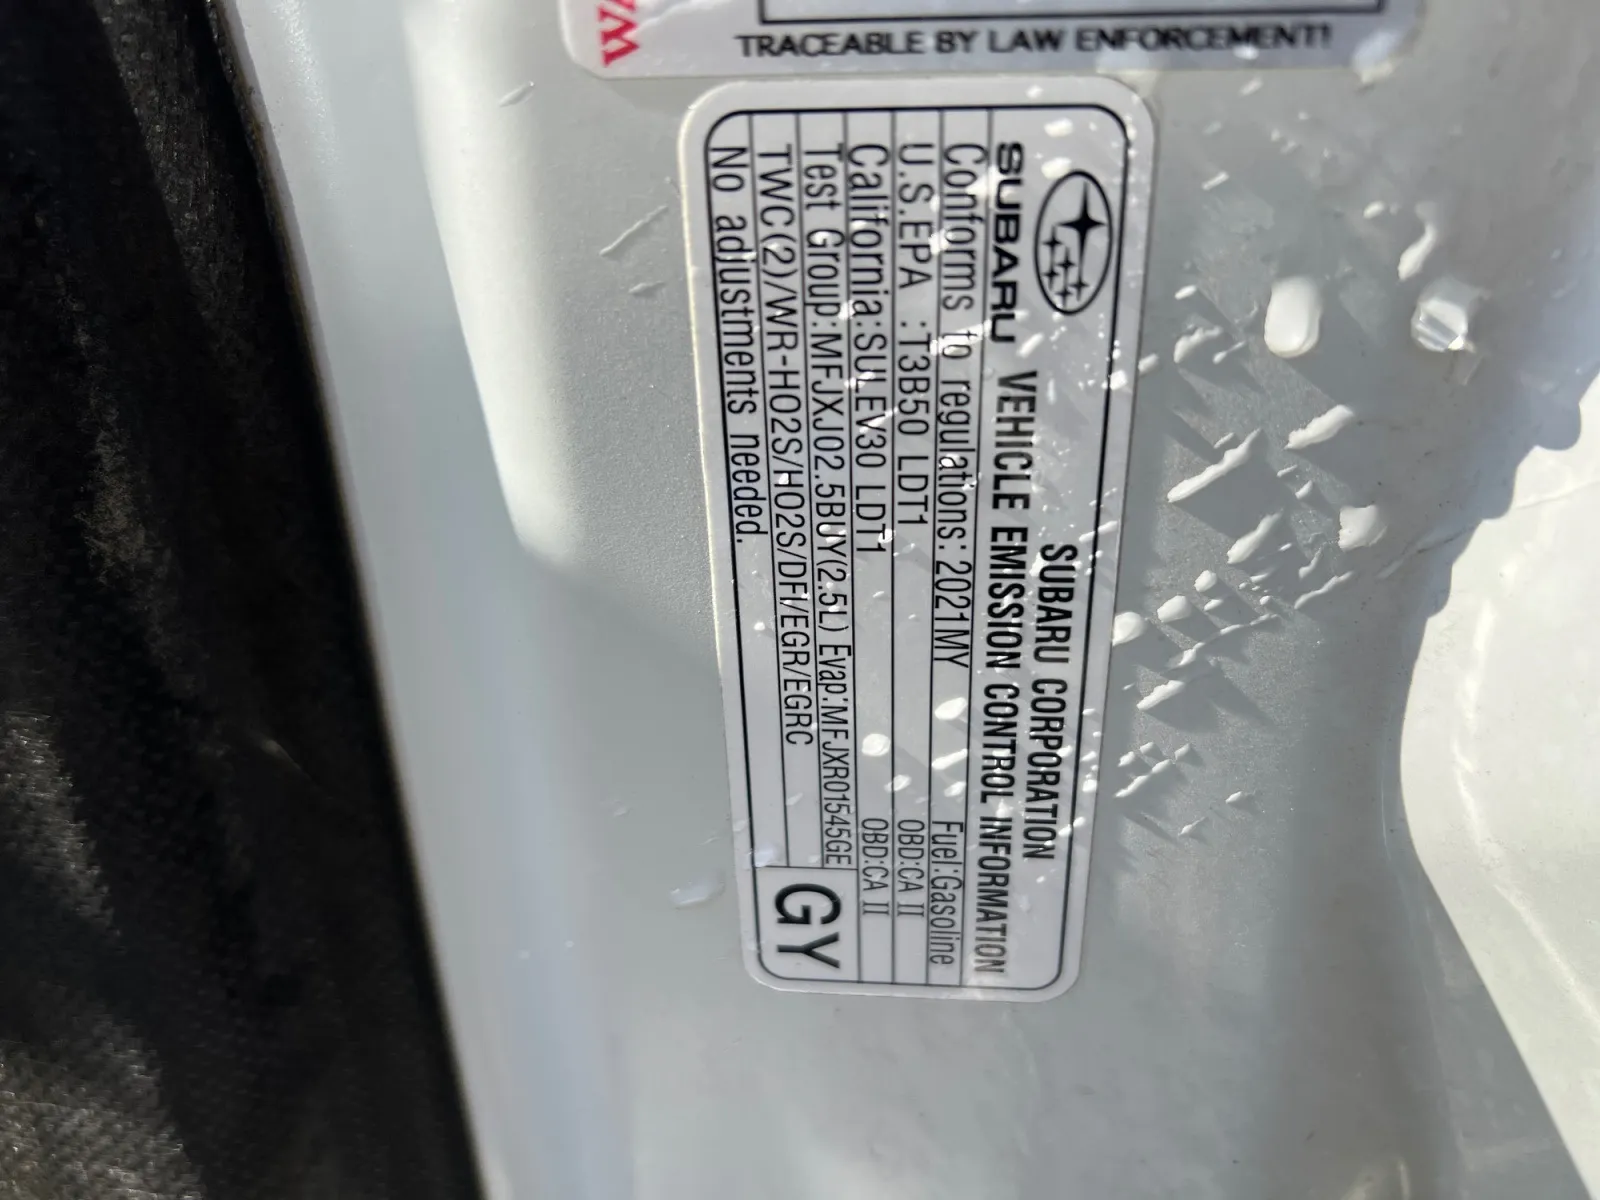 W
TRACEABLE BY LAW ENFORCEMENT!
SUBARU
SUBARU CORPORATION
VEHICLE EMISSION CONTROL INFORMATION
Conforms to regulations: 2021MY Fuel:Gasoline
U.S.EPA :T3B50 LDT1 OBD:CA II
California:SULEV30 LDT1 OBD:CA II
Test Group:MFJXJ02.5BUY(2.5L) Evap:MFJXR01545GE
TWC(2)/WR-HO2S/HO2S/DFI/EGR/EGRC
No adjustments needed.
GY